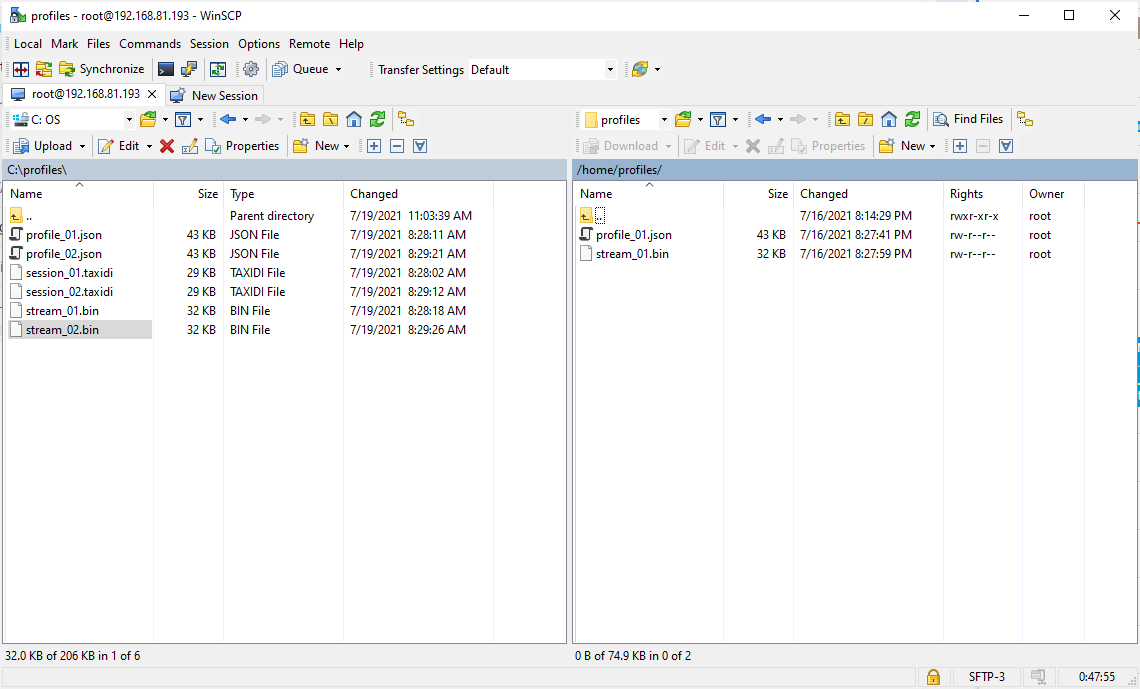 profiles - root@192.168.81.193 - WinSCP
Local Mark Files Commands Session Options Remote Help
Synchronize Queue Transfer Settings Default
root@192.168.81.193 New Session
C: OS profiles Find Files
Upload Edit Properties New Download Edit Properties New
C:\profiles\ /home/profiles/
Name Size Type Changed Name Size Changed Rights Owner
.. Parent directory 7/19/2021 11:03:39 AM .. 7/16/2021 8:14:29 PM rwxr-xr-x root
profile_01.json 43 KB JSON File 7/19/2021 8:28:11 AM profile_01.json 43 KB 7/16/2021 8:27:41 PM rw-r--r-- root
profile_02.json 43 KB JSON File 7/19/2021 8:29:21 AM stream_01.bin 32 KB 7/16/2021 8:27:59 PM rw-r--r-- root
session_01.taxidi 29 KB TAXIDI File 7/19/2021 8:28:02 AM
session_02.taxidi 29 KB TAXIDI File 7/19/2021 8:29:12 AM
stream_01.bin 32 KB BIN File 7/19/2021 8:28:18 AM
stream_02.bin 32 KB BIN File 7/19/2021 8:29:26 AM
32.0 KB of 206 KB in 1 of 6 0 B of 74.9 KB in 0 of 2
SFTP-3 0:47:55